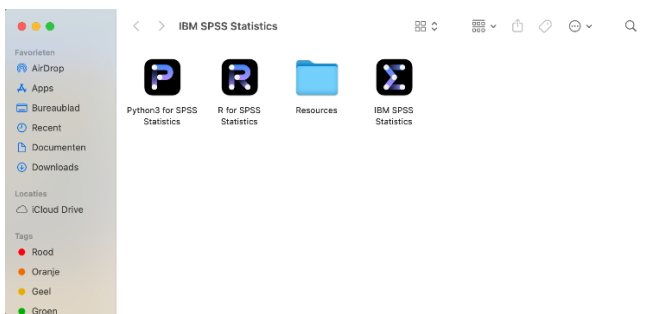 IBM SPSS Statistics
Favorieten
AirDrop
Apps
Bureaublad
Recent
Documenten
Downloads
Locaties
iCloud Drive
Tags
Rood
Oranje
Geel
Groen
Python3 for SPSS
Statistics
R for SPSS
Statistics
Resources
IBM SPSS
Statistics